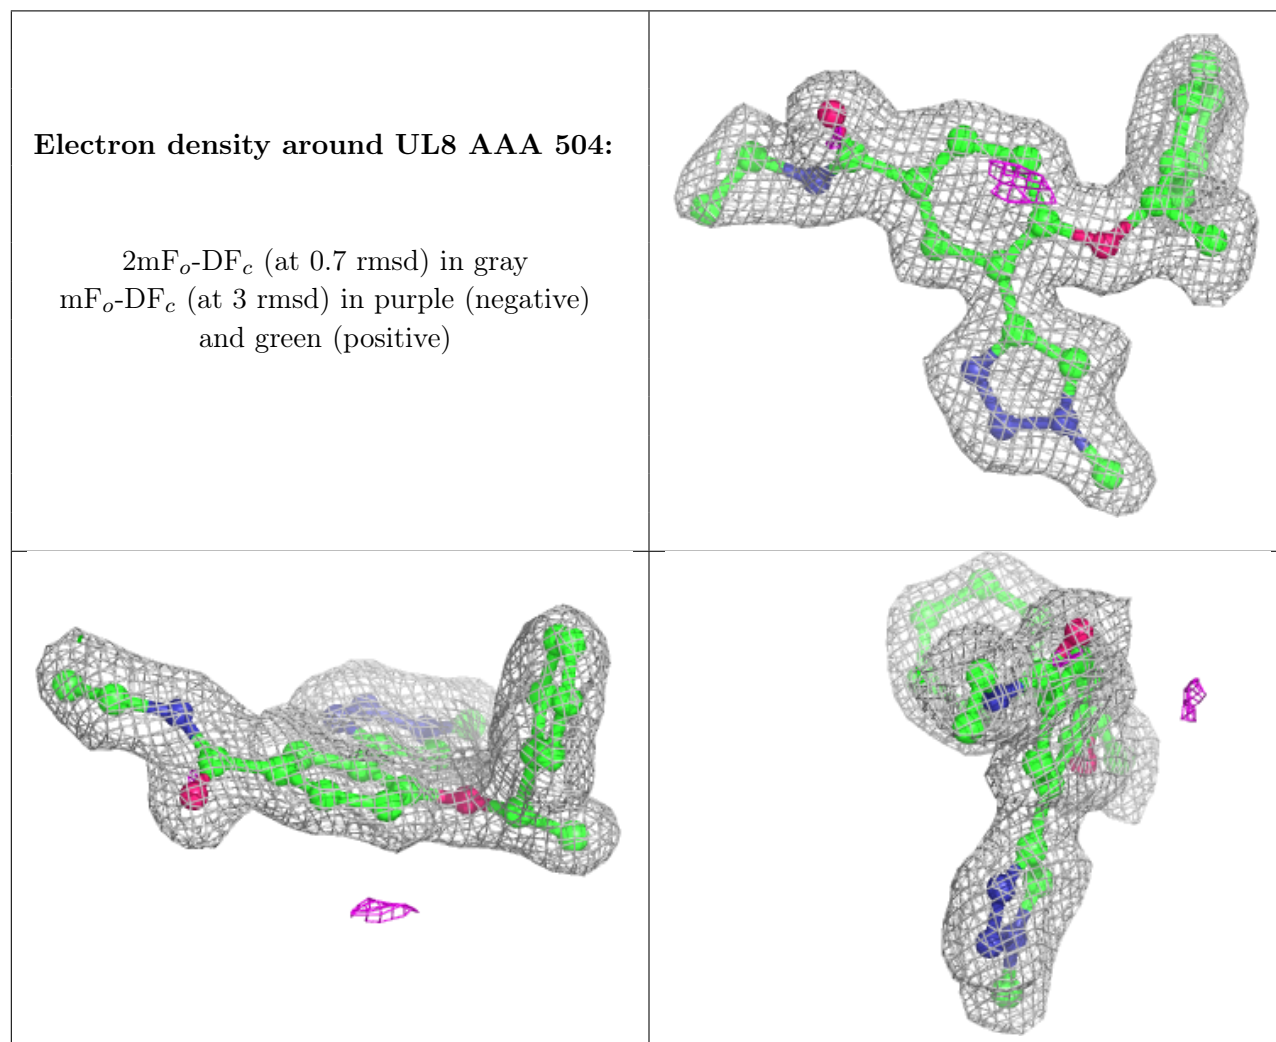 Electron density around UL8 AAA 504:
2mFo-DFc (at 0.7 rmsd) in gray
mFo-DFc (at 3 rmsd) in purple (negative)
and green (positive)